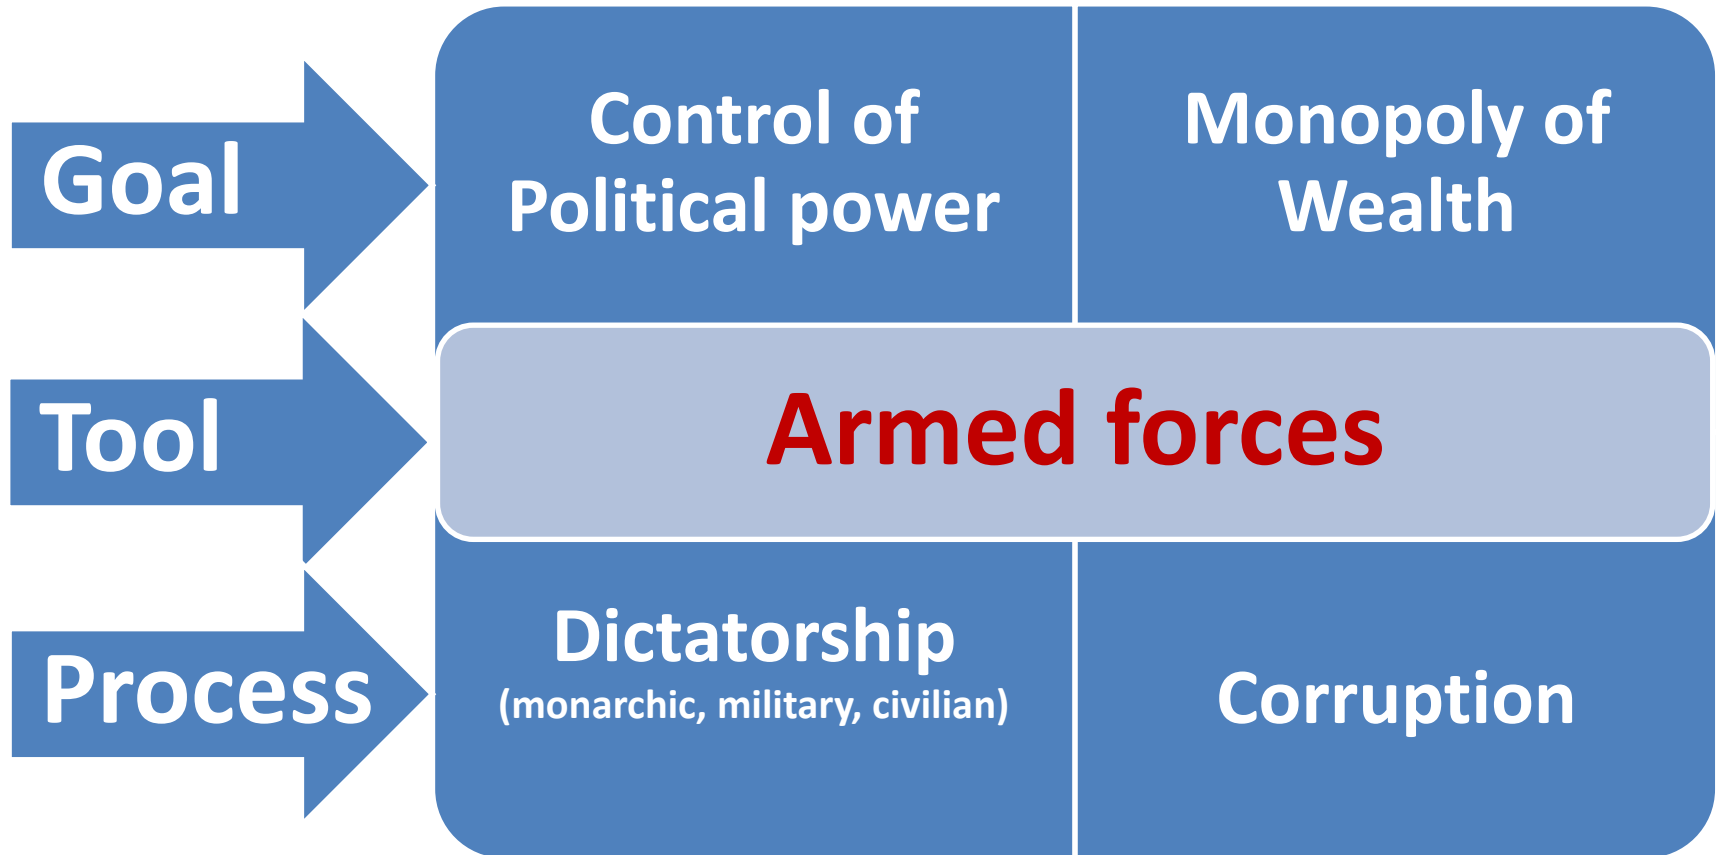 Goal
Control of
Political power
Monopoly of
Wealth
Tool
Armed forces
Process
Dictatorship
(monarchic, military, civilian)
Corruption